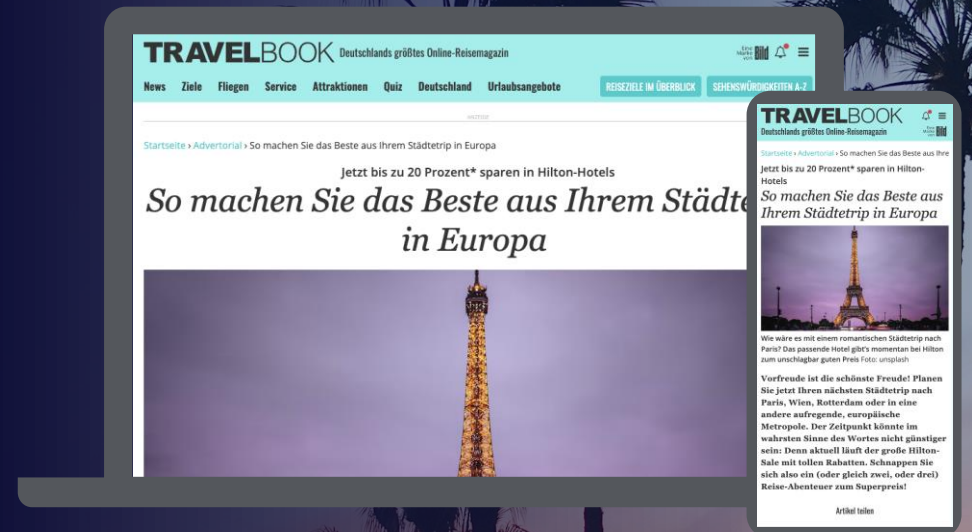 TRAVELBOOK Deutschlands größtes Online-Reisemagazin
Eine Marke von Bild
News Ziele Fliegen Service Attraktionen Quiz Deutschland Urlaubsangebote
REISEZIELE IM ÜBERBLICK SEHENSWÜRDIGKEITEN A-Z
ANZEIGE
Startseite › Advertorial › So machen Sie das Beste aus Ihrem Städtetrip in Europa
Jetzt bis zu 20 Prozent* sparen in Hilton-Hotels
So machen Sie das Beste aus Ihrem Städte
in Europa
TRAVELBOOK
Deutschlands größtes Online-Reisemagazin
Eine Marke von Bild
Startseite › Advertorial › So machen Sie das Beste aus Ihre
Jetzt bis zu 20 Prozent* sparen in Hilton-
Hotels
So machen Sie das Beste aus
Ihrem Städtetrip in Europa
Wie wäre es mit einem romantischen Städtetrip nach
Paris? Das passende Hotel gibt's momentan bei Hilton
zum unschlagbar guten Preis Foto: unsplash
Vorfreude ist die schönste Freude! Planen
Sie jetzt Ihren nächsten Städtetrip nach
Paris, Wien, Rotterdam oder in eine
andere aufregende, europäische
Metropole. Der Zeitpunkt könnte im
wahrsten Sinne des Wortes nicht günstiger
sein: Denn aktuell läuft der große Hilton-
Sale mit tollen Rabatten. Schnappen Sie
sich also ein (oder gleich zwei, oder drei)
Reise-Abenteuer zum Superpreis!
Artikel teilen